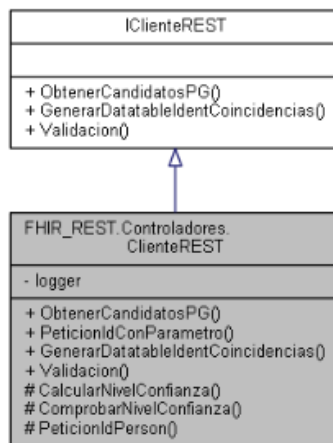 IClienteREST
+ ObtenerCandidatosPG()
+ GenerarDatatableIdentCoincidencias()
+ Validacion()
FHIR_REST.Controladores.
ClienteREST
- logger
+ ObtenerCandidatosPG()
+ PeticionIdConParametro()
+ GenerarDatatableIdentCoincidencias()
+ Validacion()
# CalcularNivelConfianza()
# ComprobarNivelConfianza()
# PeticionIdPerson()